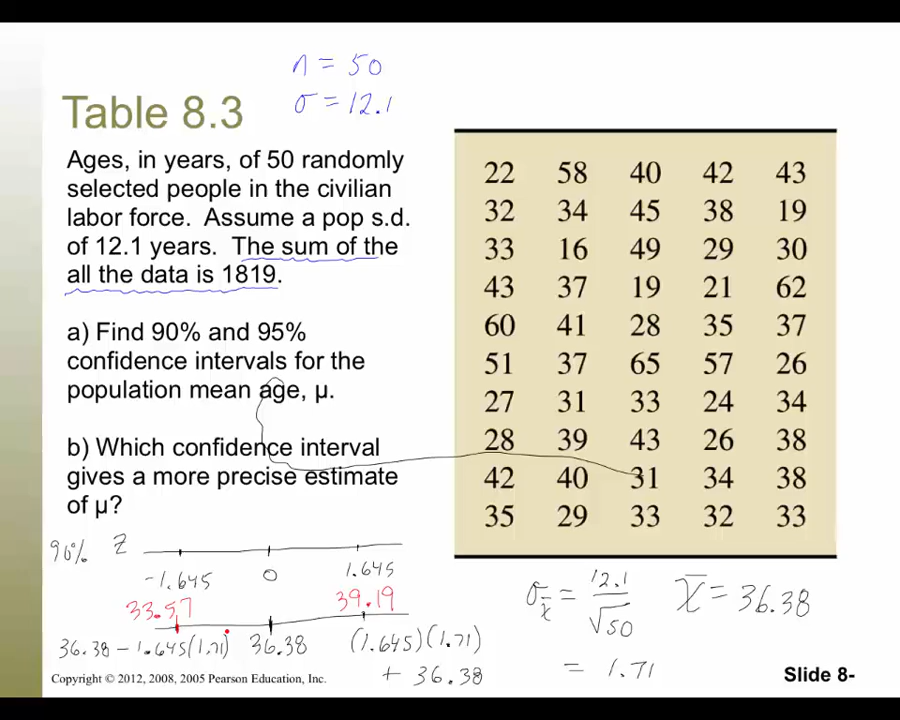 n = 50
σ = 12.1
Table 8.3
Ages, in years, of 50 randomly
selected people in the civilian
labor force. Assume a pop s.d.
of 12.1 years. The sum of the
all the data is 1819.
a) Find 90% and 95%
confidence intervals for the
population mean age, µ.
b) Which confidence interval
gives a more precise estimate
of µ?
22 58 40 42 43
32 34 45 38 19
33 16 49 29 30
43 37 19 21 62
60 41 28 35 37
51 37 65 57 26
27 31 33 24 34
28 39 43 26 38
42 40 31 34 38
35 29 33 32 33
90% Z
-1.645 0 1.645
33.57 39.19
36.38 - 1.645(1.71) 36.38 (1.645)(1.71)
+ 36.38
σx̄ = 12.1
√50
= 1.71
x̄ = 36.38
Copyright © 2012, 2008, 2005 Pearson Education, Inc.
Slide 8-